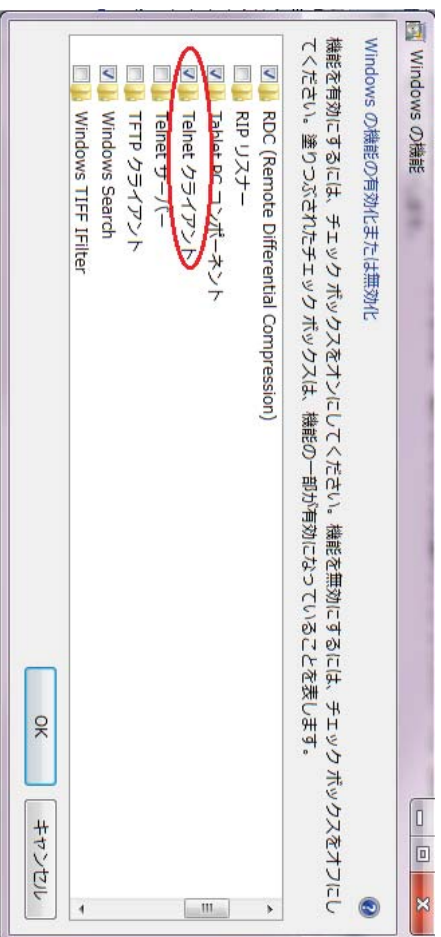 Windows の機能
Windows の機能の有効化または無効化
機能を有効にするには、チェック ボックスをオンにしてください。機能を無効にするには、チェック ボックスをオフにし
てください。塗りつぶされたチェック ボックスは、機能の一部が有効になっていることを表します。
RDC (Remote Differential Compression)
RIP リスナー
Tablet PC コンポーネント
Telnet クライアント
Telnet サーバー
TFTP クライアント
Windows Search
Windows TIFF IFilter
OK
キャンセル